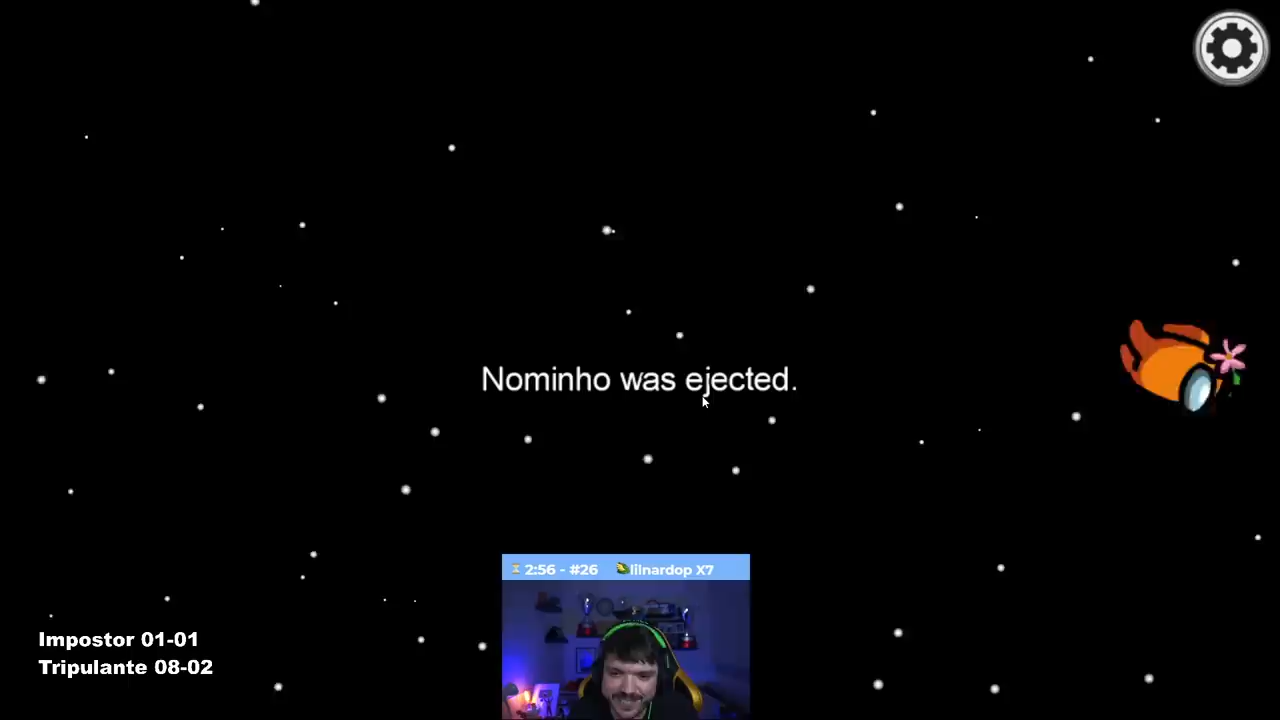 Nominho was ejected.
2:56 - #26 lilnardop X7
Impostor 01-01
Tripulante 08-02